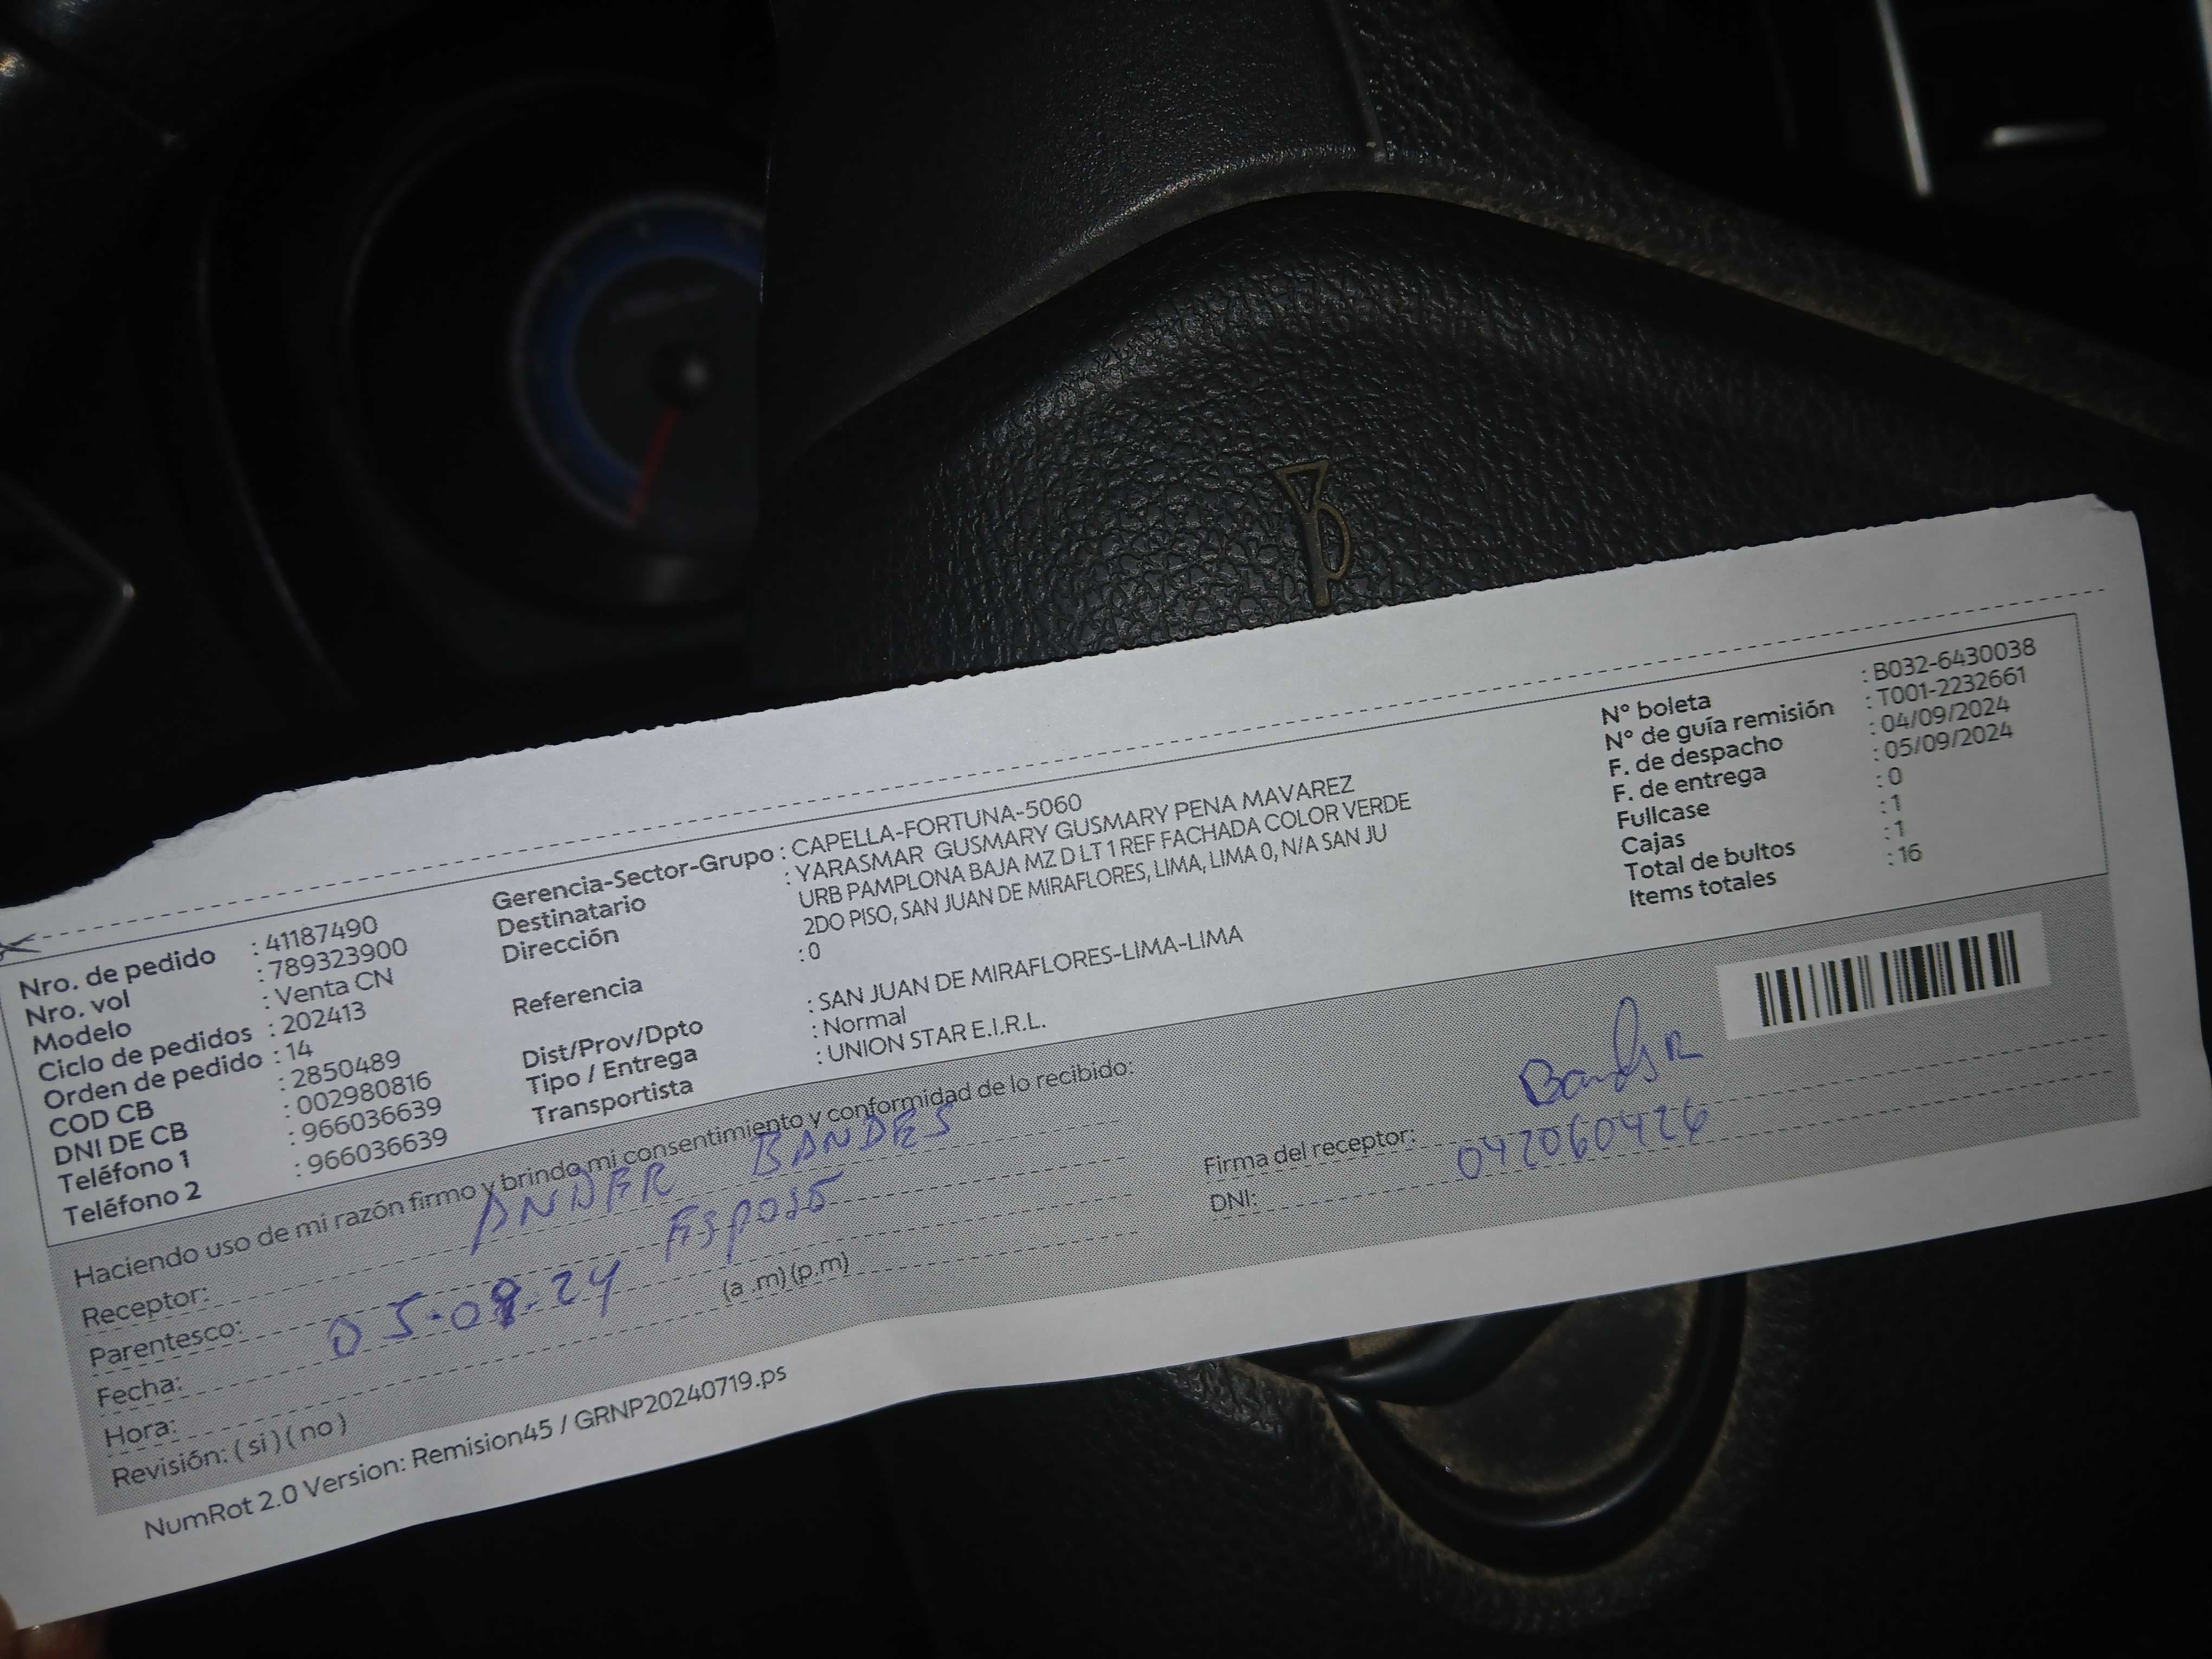 Nro. de pedido : 41187490
Nro. vol : 789323900
Modelo : Venta CN
Ciclo de pedidos : 202413
Orden de pedido : 14
COD CB : 2850489
DNI DE CB : 002980816
Teléfono 1 : 966036639
Teléfono 2 : 966036639
Gerencia-Sector-Grupo : CAPELLA-FORTUNA-5060
Destinatario : YARASMAR GUSMARY GUSMARY PENA MAVAREZ
Dirección URB PAMPLONA BAJA MZ D LT 1 REF FACHADA COLOR VERDE
2DO PISO, SAN JUAN DE MIRAFLORES, LIMA, LIMA 0, N/A SAN JU
Referencia : 0
Dist/Prov/Dpto : SAN JUAN DE MIRAFLORES-LIMA-LIMA
Tipo / Entrega : Normal
Transportista : UNION STAR E.I.R.L.
N° boleta : B032-6430038
N° de guía remisión : T001-2232661
F. de despacho : 04/09/2024
F. de entrega : 05/09/2024
Fullcase : 0
Cajas : 1
Total de bultos : 1
Items totales : 16
Haciendo uso de mi razón firmo y brindo mi consentimiento y conformidad de lo recibido:
Receptor: ANDER BANDES
Parentesco: Esposo
Fecha: 05.09.24
Hora: (a .m) (p.m)
Revisión: ( si ) ( no )
Firma del receptor:
DNI: 042060426
NumRot 2.0 Version: Remision45 / GRNP20240719.ps